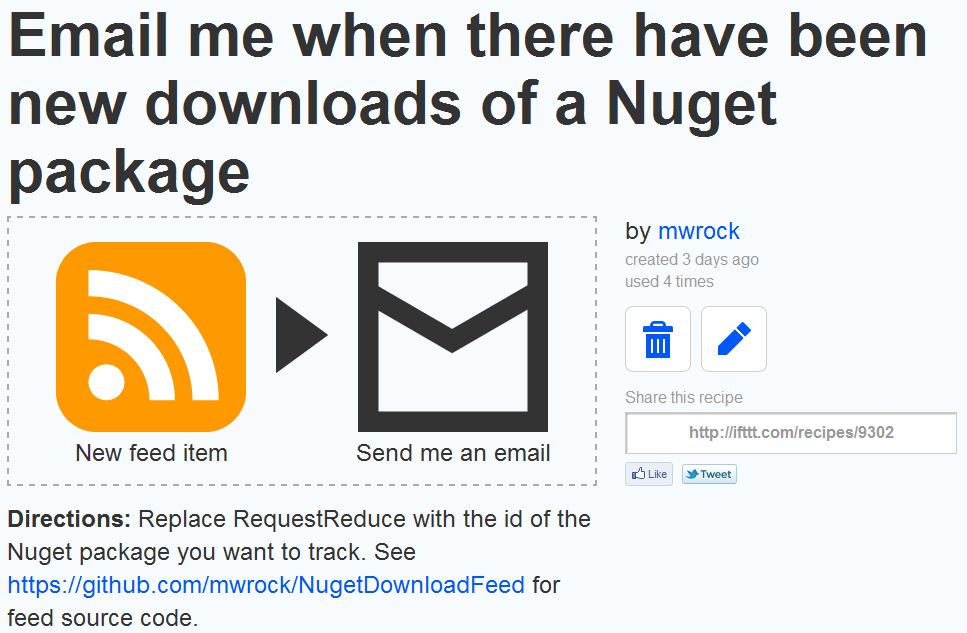 Email me when there have been
new downloads of a Nuget
package
New feed item
Send me an email
by mwrock
created 3 days ago
used 4 times
Share this recipe
http://ifttt.com/recipes/9302
Like
Tweet
Directions: Replace RequestReduce with the id of the
Nuget package you want to track. See
https://github.com/mwrock/NugetDownloadFeed for
feed source code.